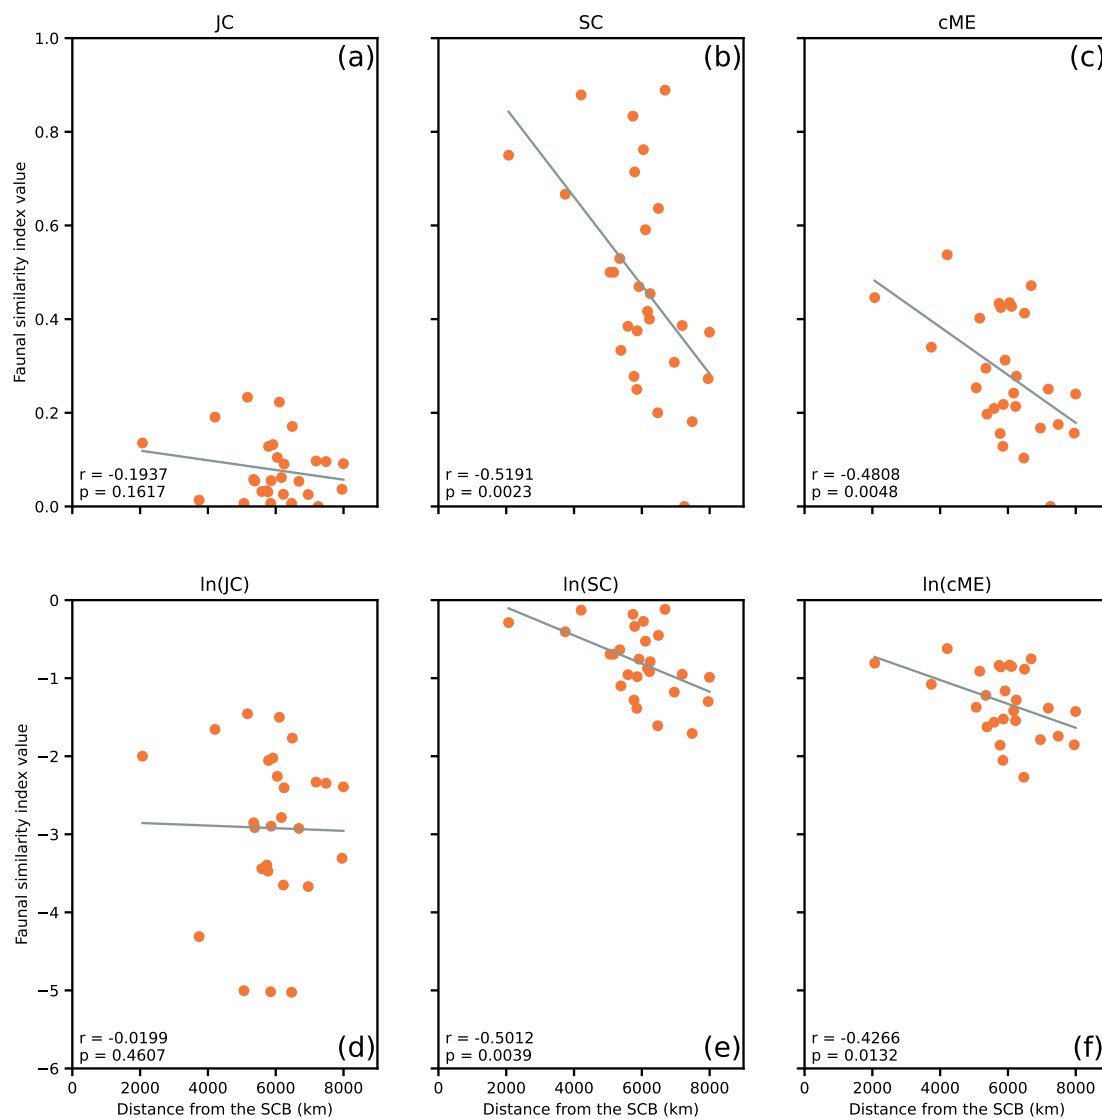 JC
SC
cME
1.0
0.8
0.6
0.4
0.2
0.0
Faunal similarity index value
(a)
(b)
(c)
r = -0.1937
p = 0.1617
r = -0.5191
p = 0.0023
r = -0.4808
p = 0.0048
ln(JC)
ln(SC)
ln(cME)
0
−1
−2
−3
−4
−5
−6
Faunal similarity index value
r = -0.0199
p = 0.4607
(d)
r = -0.5012
p = 0.0039
(e)
r = -0.4266
p = 0.0132
(f)
0 2000 4000 6000 8000
0 2000 4000 6000 8000
0 2000 4000 6000 8000
Distance from the SCB (km)
Distance from the SCB (km)
Distance from the SCB (km)